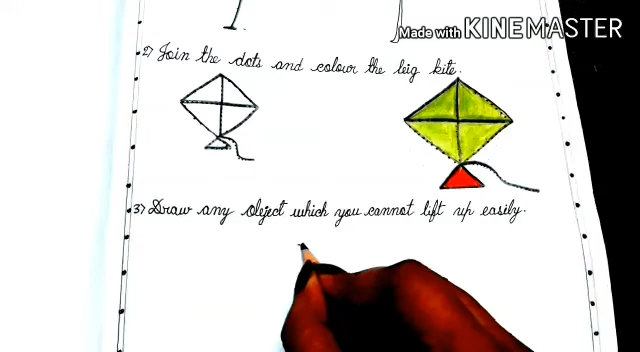 Made with KINEMASTER
2) Join the dots and colour the big kite.
3) Draw any object which you cannot lift up easily.